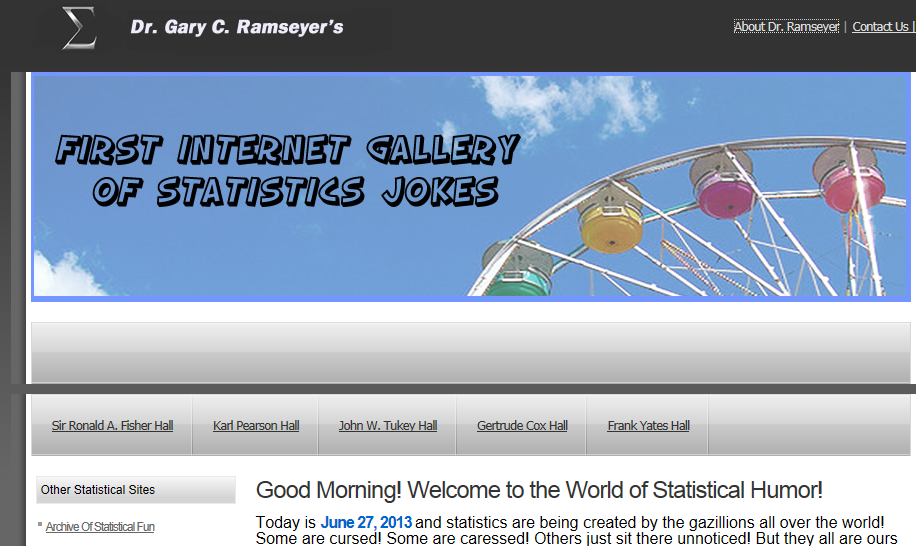 Σ
Dr. Gary C. Ramseyer's
About Dr. Ramseyer | Contact Us |
FIRST INTERNET GALLERY
OF STATISTICS JOKES
Sir Ronald A. Fisher Hall
Karl Pearson Hall
John W. Tukey Hall
Gertrude Cox Hall
Frank Yates Hall
Other Statistical Sites
Archive Of Statistical Fun
Good Morning! Welcome to the World of Statistical Humor!
Today is June 27, 2013 and statistics are being created by the gazillions all over the world!
Some are cursed! Some are caressed! Others just sit there unnoticed! But they all are ours